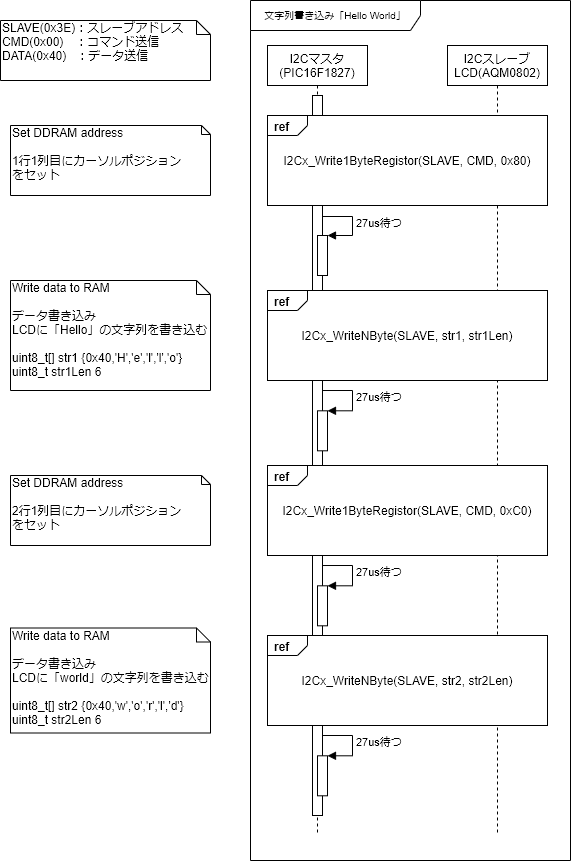 文字列書き込み「Hello World」
SLAVE(0x3E)：スレーブアドレス
CMD(0x00)　：コマンド送信
DATA(0x40)　：データ送信
I2Cマスタ
(PIC16F1827)
I2Cスレーブ
LCD(AQM0802)
Set DDRAM address
1行1列目にカーソルポジション
をセット
ref
I2Cx_Write1ByteRegistor(SLAVE, CMD, 0x80)
27us待つ
Write data to RAM
データ書き込み
LCDに「Hello」の文字列を書き込む
uint8_t[] str1 {0x40,'H','e','l','l','o'}
uint8_t str1Len 6
ref
I2Cx_WriteNByte(SLAVE, str1, str1Len)
27us待つ
Set DDRAM address
2行1列目にカーソルポジション
をセット
ref
I2Cx_Write1ByteRegistor(SLAVE, CMD, 0xC0)
27us待つ
Write data to RAM
データ書き込み
LCDに「world」の文字列を書き込む
uint8_t[] str2 {0x40,'w','o','r','l','d'}
uint8_t str2Len 6
ref
I2Cx_WriteNByte(SLAVE, str2, str2Len)
27us待つ